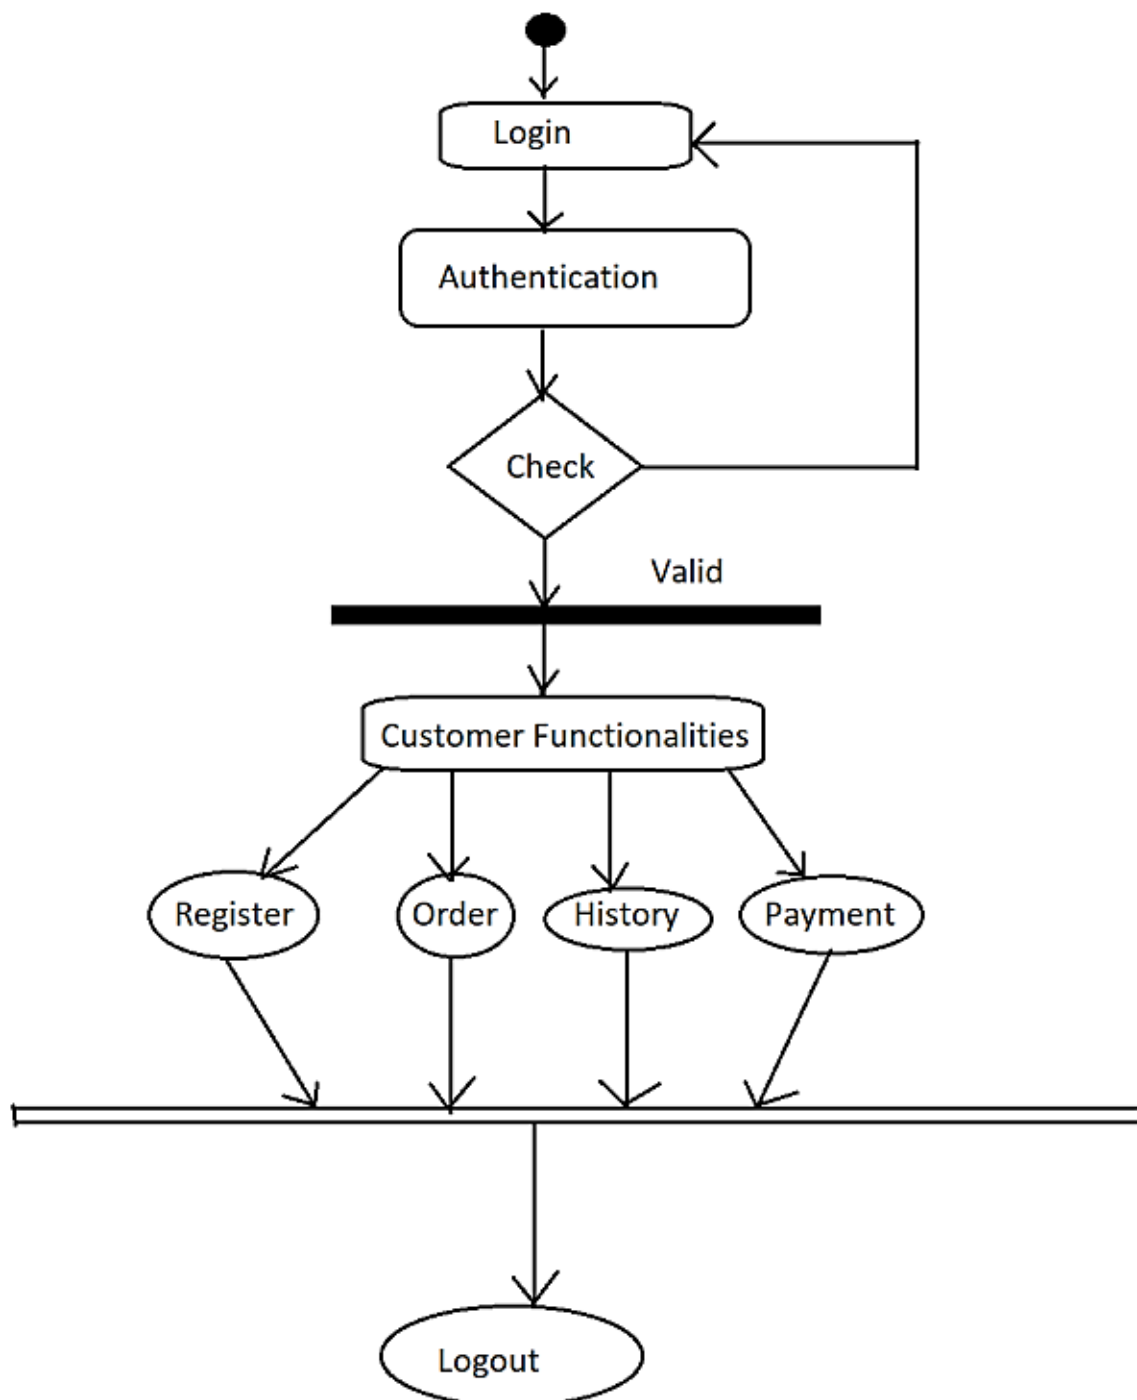 Login
Authentication
Check
Valid
Customer Functionalities
Register
Order
History
Payment
Logout